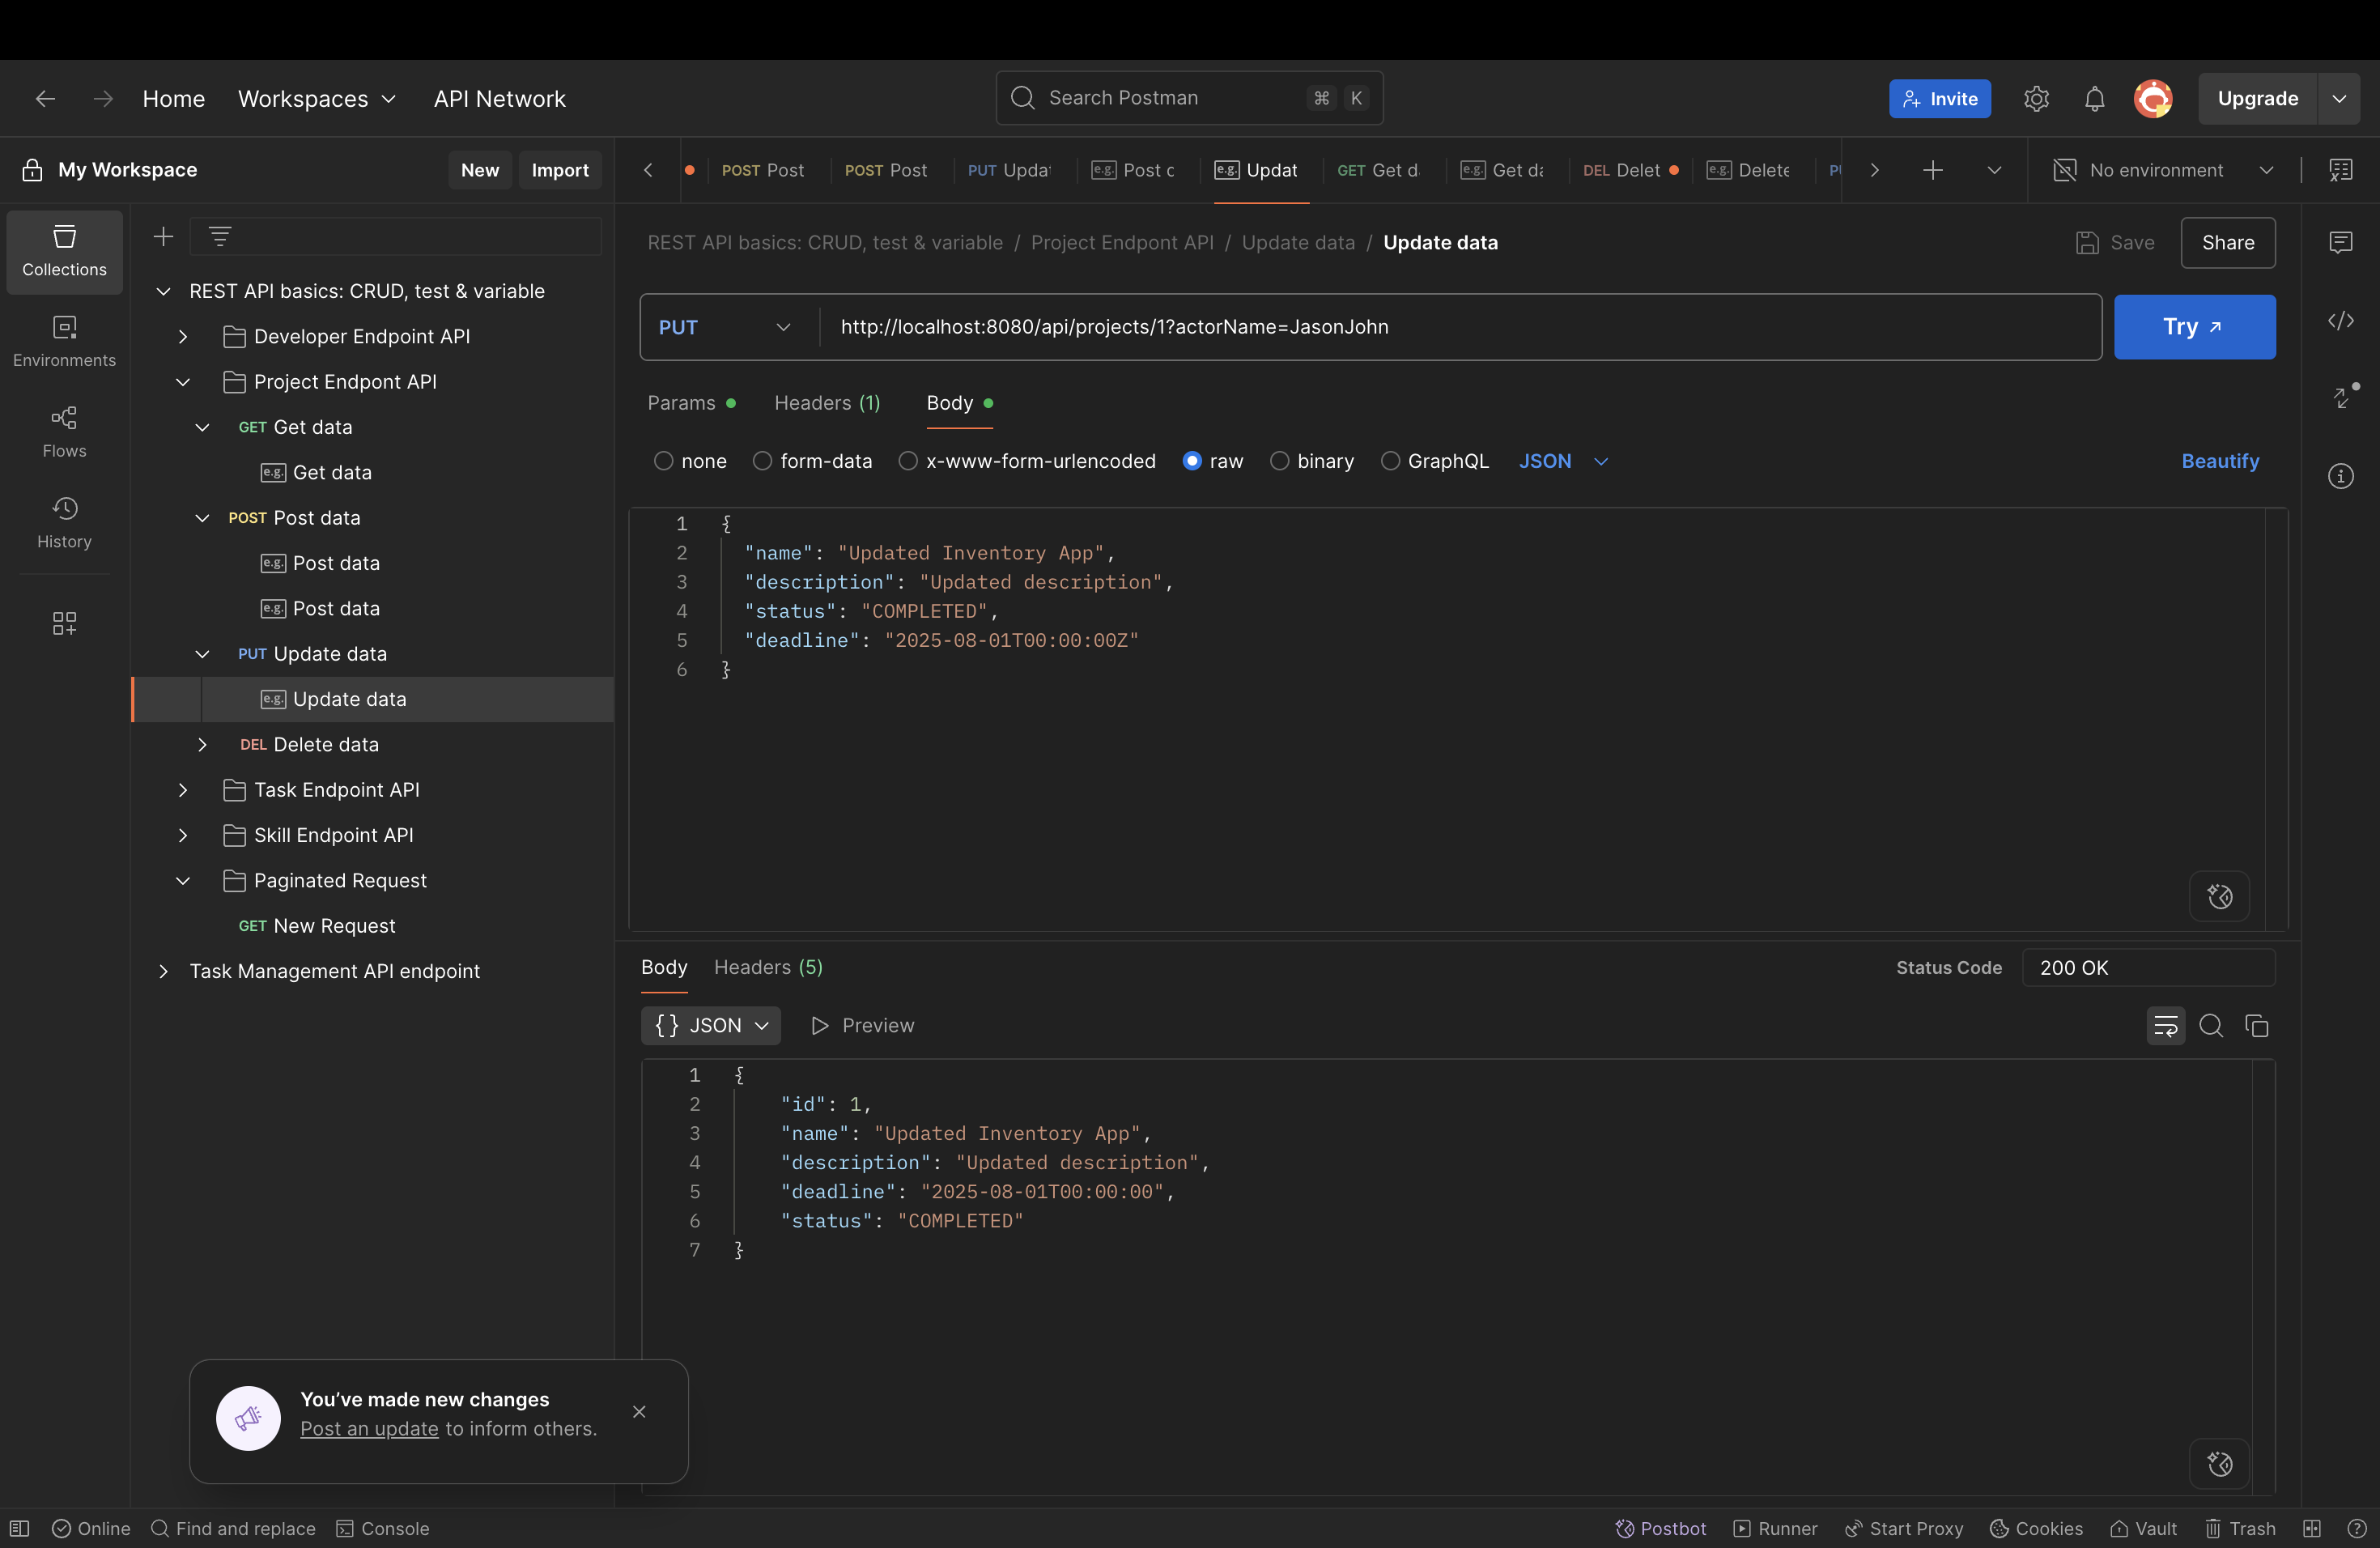 Home Workspaces API Network Search Postman ⌘ K Invite Upgrade
My Workspace New Import
POST Post POST Post PUT Updat e.g. Post c e.g. Updat GET Get d e.g. Get da DEL Delet e.g. Delete PU No environment
Collections
Environments
Flows
History
REST API basics: CRUD, test & variable
Developer Endpoint API
Project Endpont API
GET Get data
e.g. Get data
POST Post data
e.g. Post data
e.g. Post data
PUT Update data
e.g. Update data
DEL Delete data
Task Endpoint API
Skill Endpoint API
Paginated Request
GET New Request
Task Management API endpoint
REST API basics: CRUD, test & variable / Project Endpont API / Update data / Update data Save Share
PUT http://localhost:8080/api/projects/1?actorName=JasonJohn Try
Params Headers (1) Body
none form-data x-www-form-urlencoded raw binary GraphQL JSON Beautify
1 {
2 "name": "Updated Inventory App",
3 "description": "Updated description",
4 "status": "COMPLETED",
5 "deadline": "2025-08-01T00:00:00Z"
6 }
Body Headers (5) Status Code 200 OK
{} JSON Preview
1 {
2 "id": 1,
3 "name": "Updated Inventory App",
4 "description": "Updated description",
5 "deadline": "2025-08-01T00:00:00",
6 "status": "COMPLETED"
7 }
You've made new changes
Post an update to inform others.
Online Find and replace Console Postbot Runner Start Proxy Cookies Vault Trash